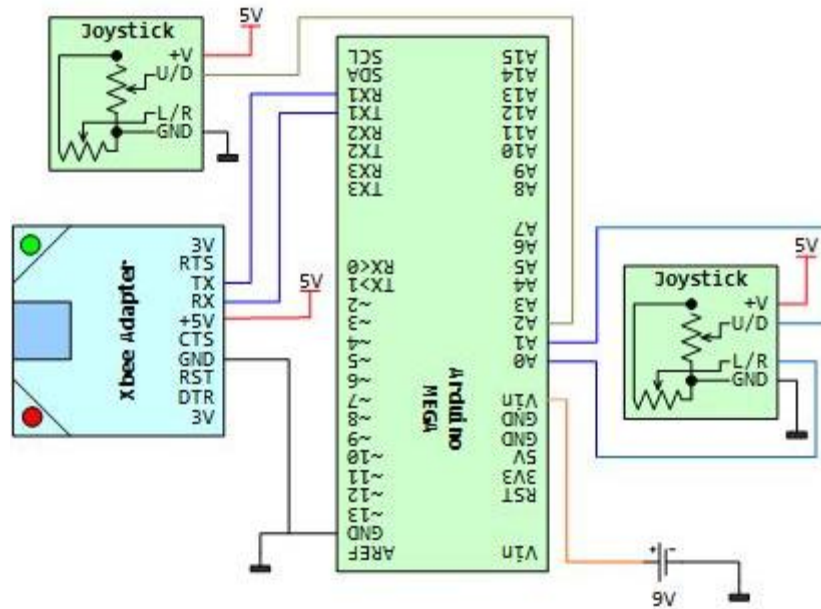 Joystick
5V
+V
U/D
L/R
GND
SCL
SDA
RX1
TX1
RX2
TX2
RX3
TX3
RX<0
TX>1
~2
~3
~4
~5
~6
~7
~8
~9
~10
~11
~12
~13
GND
AREF
Arduino
MEGA
A15
A14
A13
A12
A11
A10
A9
A8
A7
A6
A5
A4
A3
A2
A1
A0
Vin
GND
GND
5V
3V3
RST
Vin
Xbee Adapter
3V
RTS
TX
RX
+5V
CTS
GND
RST
DTR
3V
5V
Joystick
5V
+V
U/D
L/R
GND
+ -
9V